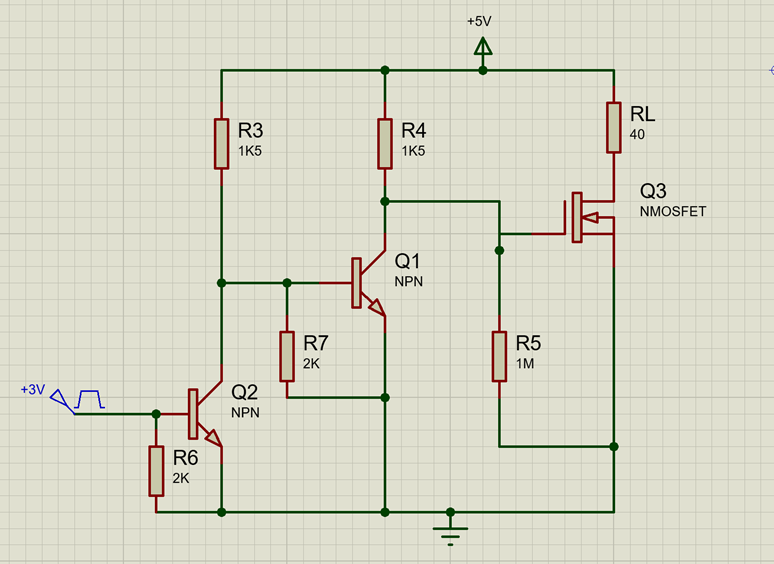 +5V
R3
1K5
R4
1K5
RL
40
Q3
NMOSFET
Q1
NPN
R7
2K
R5
1M
+3V
Q2
NPN
R6
2K